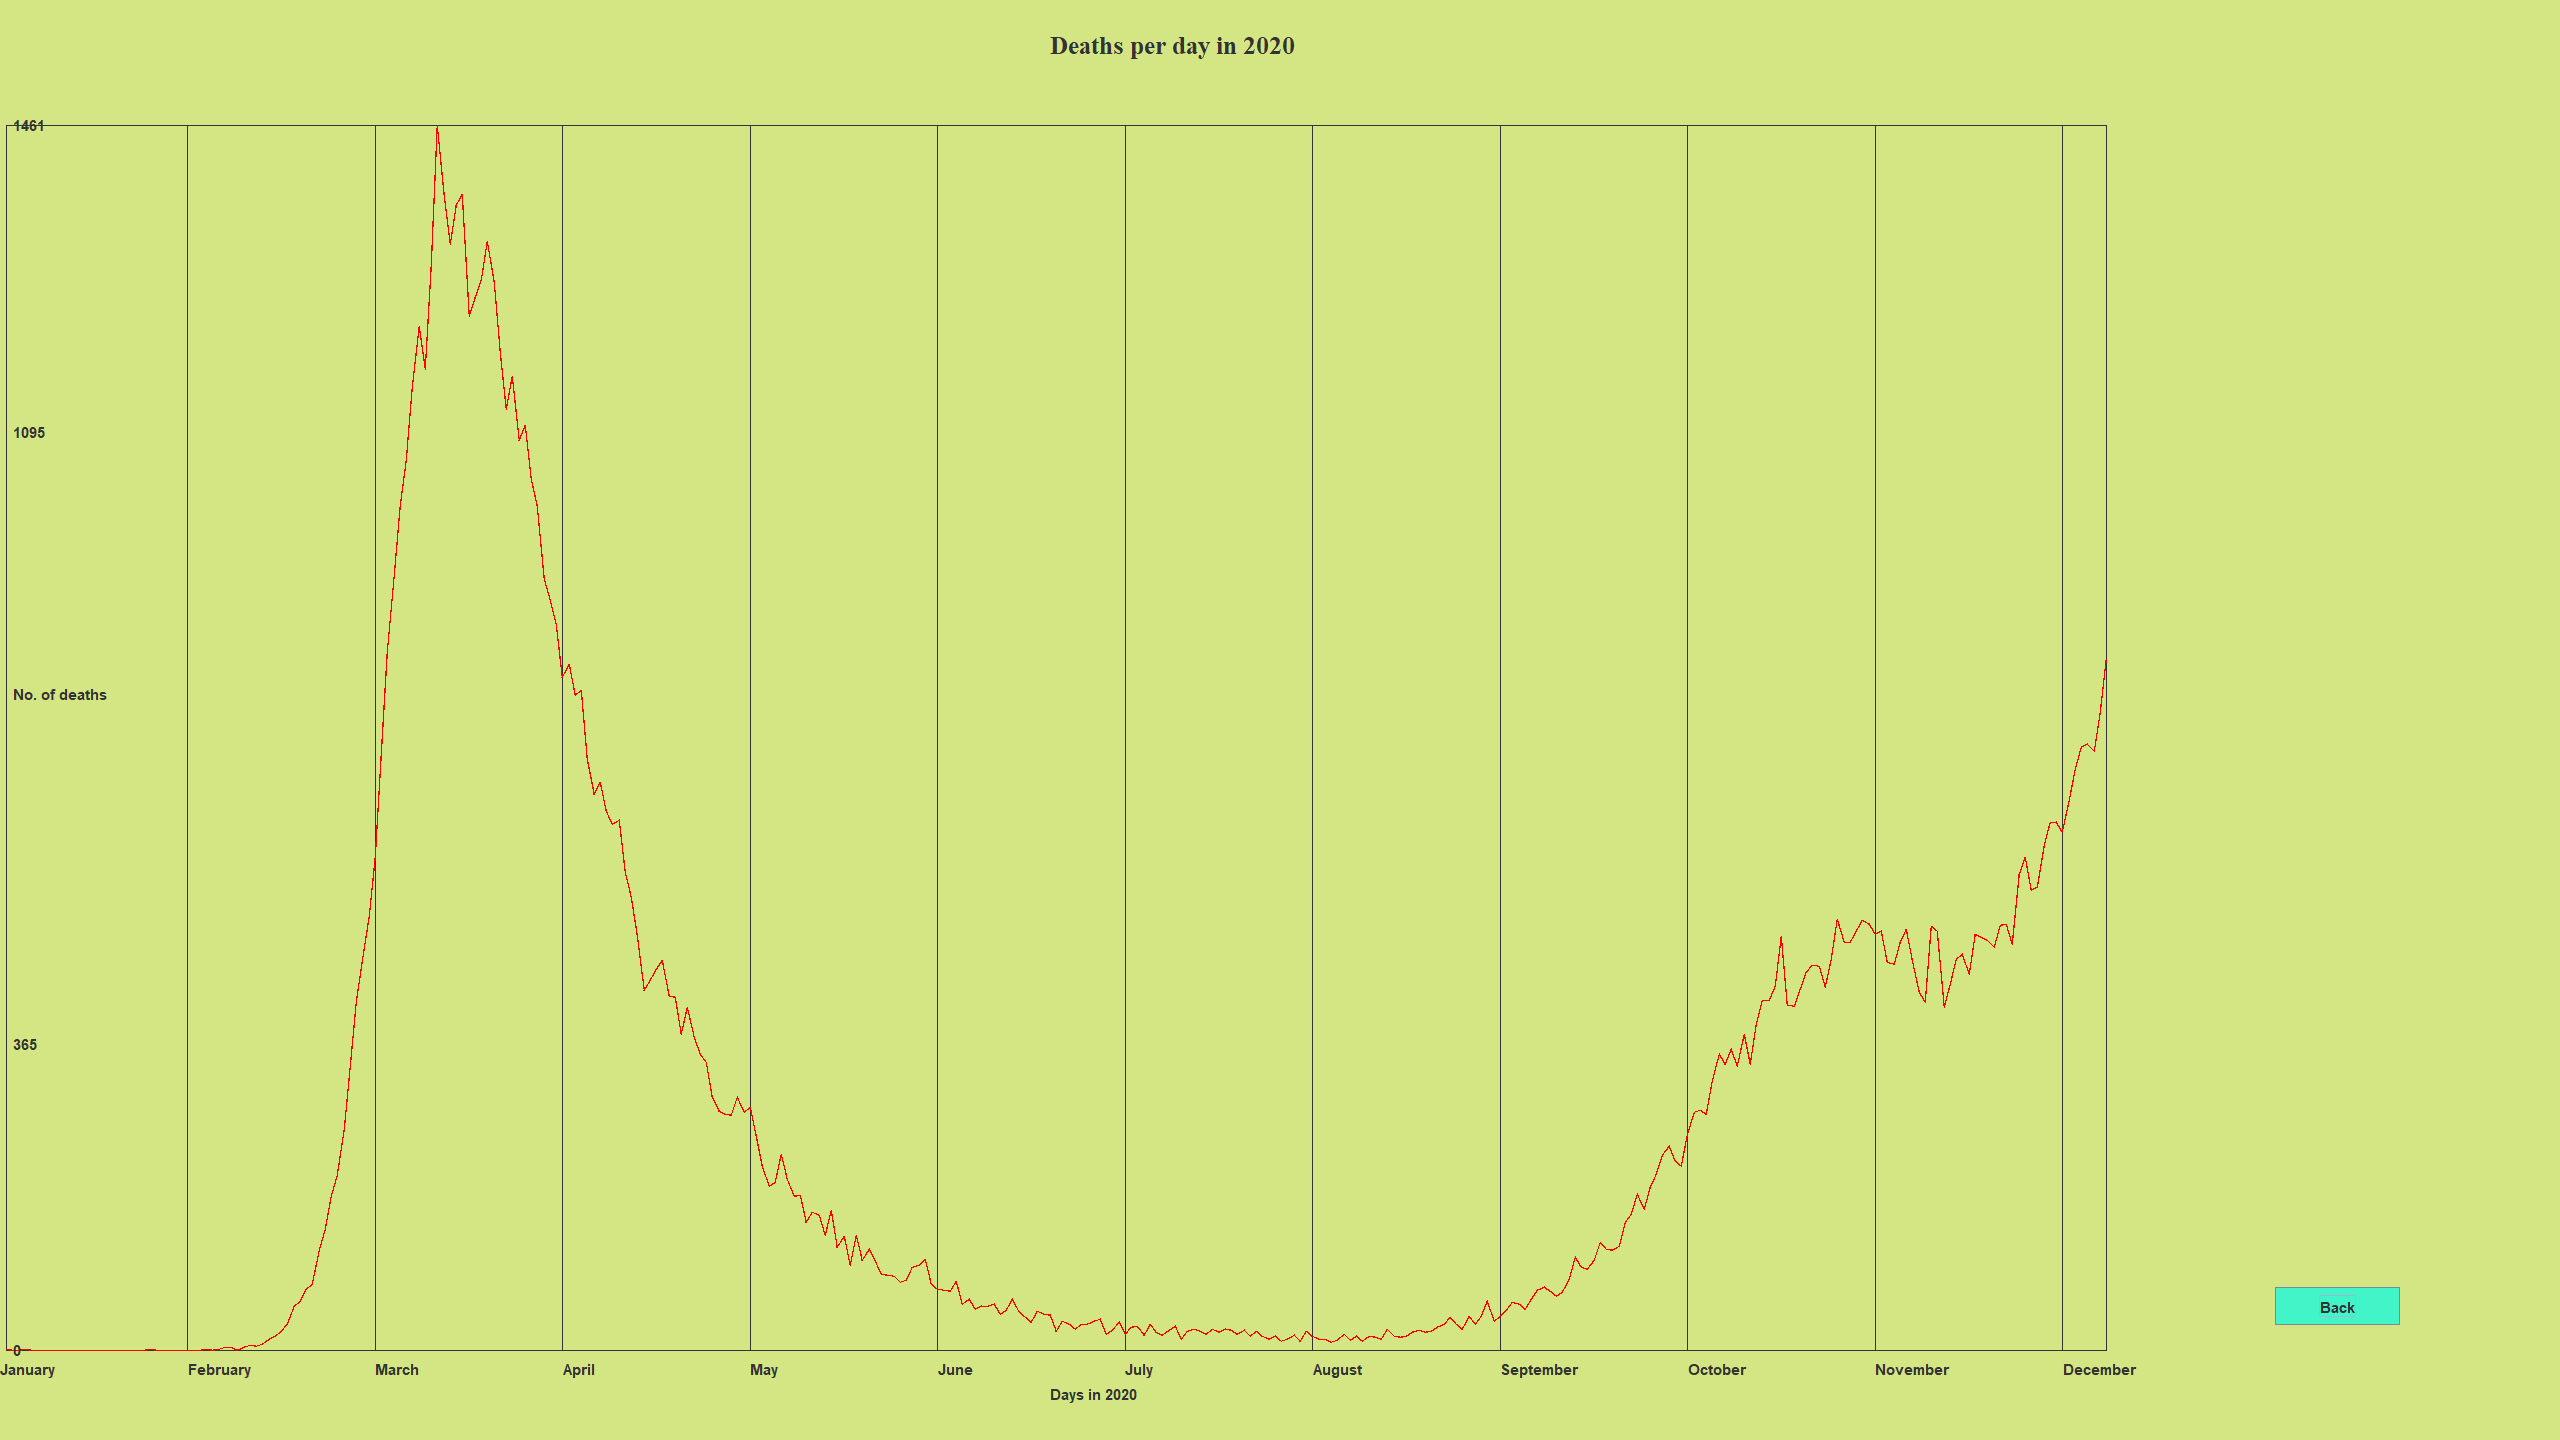 Deaths per day in 2020
1461
1095
No. of deaths
365
0
January February March April May June July August September October November December
Days in 2020
Back